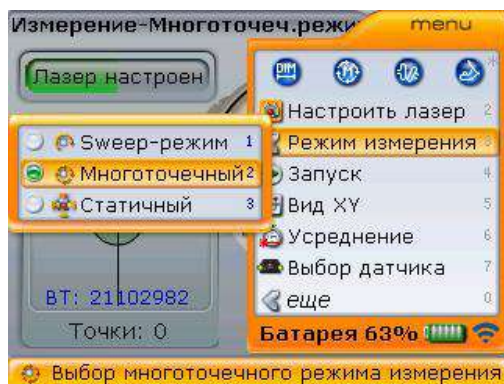 Измерение-Многоточеч.режи
menu
Лазер настроен
DIM
Настроить лазер 2
Sweep-режим 1
Режим измерения
Многоточечный 2
Запуск 4
Статичный 3
Вид XY 5
Усреднение 6
Выбор датчика 7
BT: 21102982
еще 0
Точки: 0
Батарея 63%
Выбор многоточечного режима измерения